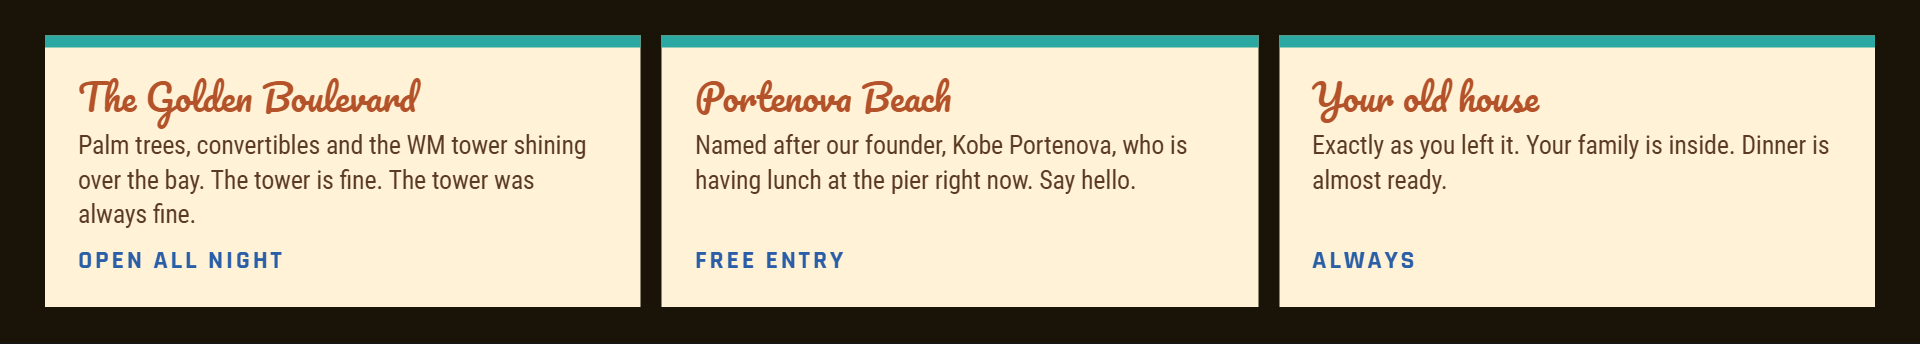 The Golden Boulevard
Palm trees, convertibles and the WM tower shining
over the bay. The tower is fine. The tower was
always fine.
OPEN ALL NIGHT
Portenova Beach
Named after our founder, Kobe Portenova, who is
having lunch at the pier right now. Say hello.
FREE ENTRY
Your old house
Exactly as you left it. Your family is inside. Dinner is
almost ready.
ALWAYS